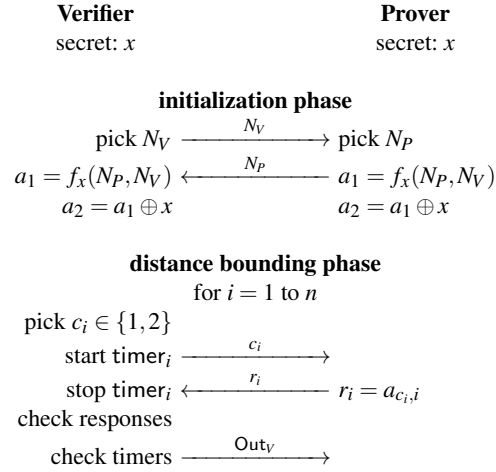 Verifier Prover
secret: x secret: x
initialization phase
pick N_V N_V pick N_P
a_1 = f_x(N_P, N_V) N_P a_1 = f_x(N_P, N_V)
a_2 = a_1 ⊕ x a_2 = a_1 ⊕ x
distance bounding phase
for i = 1 to n
pick c_i ∈ {1,2}
start timer_i c_i
stop timer_i r_i r_i = a_{c_i,i}
check responses
check timers Out_V